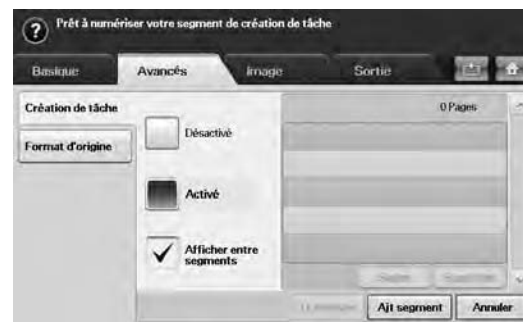 Prêt à numériser votre segment de création de tâche
Basique
Avancés
Image
Sortie
Création de tâche
0 Pages
Format d'origine
Désactivé
Activé
Afficher entre
segments
Ajt segment
Annuler